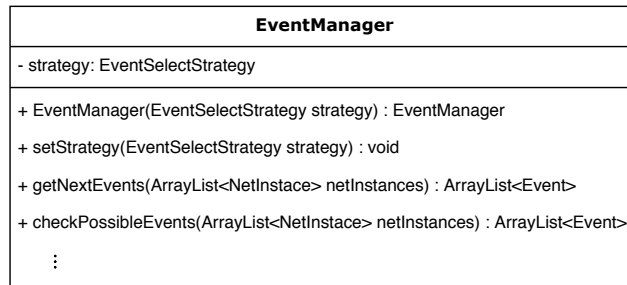 EventManager
- strategy: EventSelectStrategy
+ EventManager(EventSelectStrategy strategy) : EventManager
+ setStrategy(EventSelectStrategy strategy) : void
+ getNextEvents(ArrayList<NetInstace> netInstances) : ArrayList<Event>
+ checkPossibleEvents(ArrayList<NetInstace> netInstances) : ArrayList<Event>
⋮